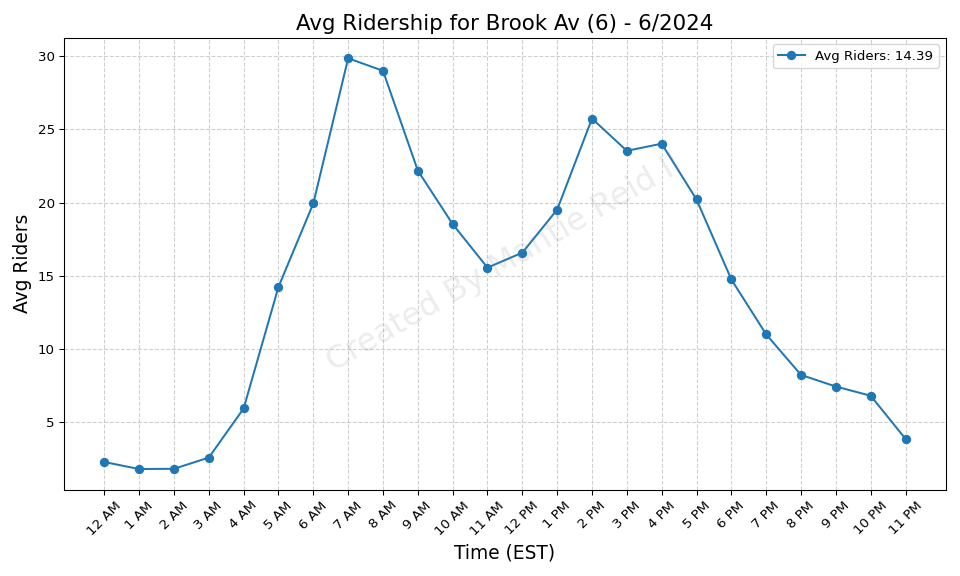 Avg Ridership for Brook Av (6) - 6/2024
Avg Riders: 14.39
Avg Riders
30
25
20
15
10
5
Created By Mantie Reid
12 AM
1 AM
2 AM
3 AM
4 AM
5 AM
6 AM
7 AM
8 AM
9 AM
10 AM
11 AM
12 PM
1 PM
2 PM
3 PM
4 PM
5 PM
6 PM
7 PM
8 PM
9 PM
10 PM
11 PM
Time (EST)